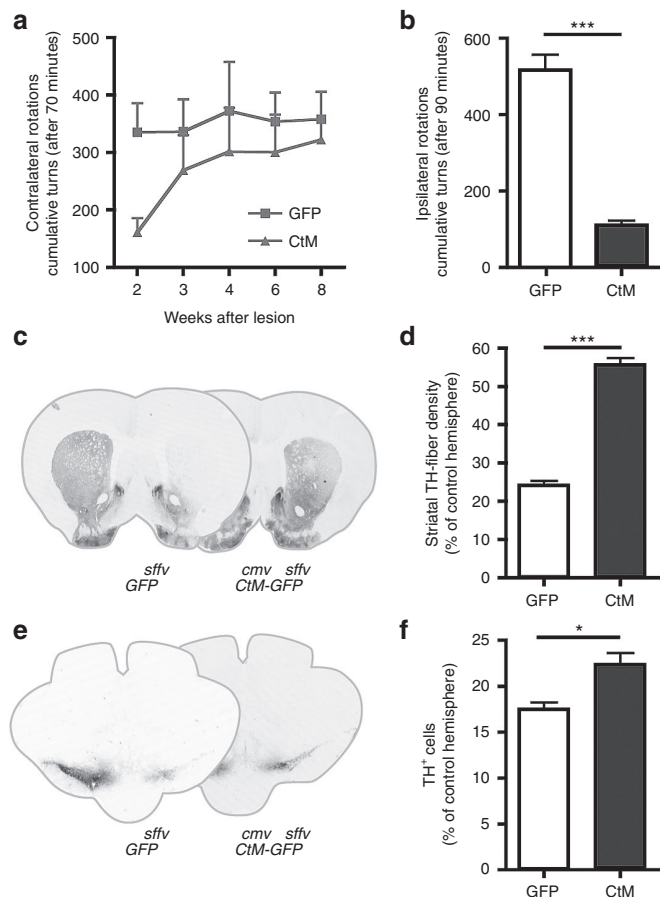 a
Contralateral rotations
cumulative turns (after 70 minutes)
500
400
300
200
100
GFP
CtM
2
3
4
6
8
Weeks after lesion
b
***
Ipsilateral rotations
cumulative turns (after 90 minutes)
600
400
200
0
GFP
CtM
c
sffv
GFP
cmv sffv
CtM-GFP
d
***
Striatal TH-fiber density
(% of control hemisphere)
60
50
40
30
20
10
0
GFP
CtM
e
sffv
GFP
cmv sffv
CtM-GFP
f
*
TH+ cells
(% of control hemisphere)
25
20
15
10
5
0
GFP
CtM